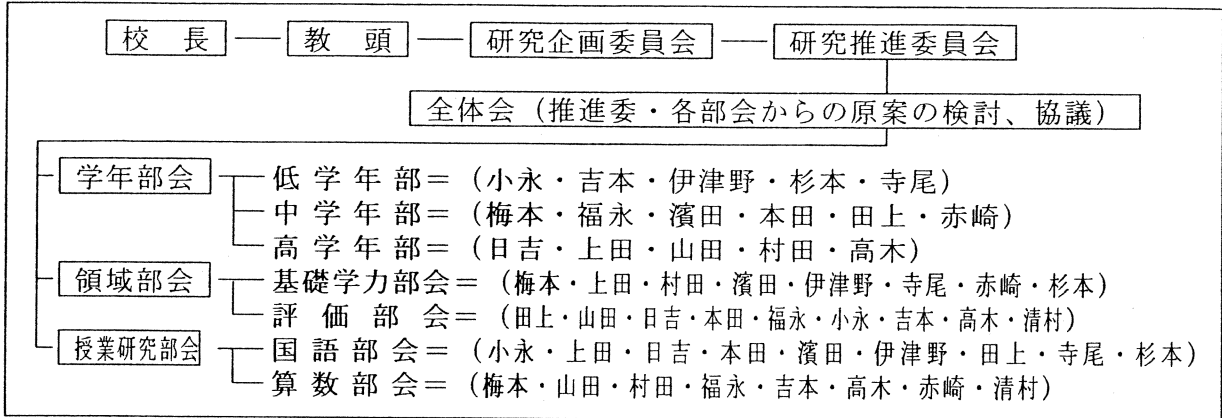 校長 教頭 研究企画委員会 研究推進委員会
全体会（推進委・各部会からの原案の検討、協議）
学年部会 低学年部＝（小永・吉本・伊津野・杉本・寺尾）
中学年部＝（梅本・福永・濱田・本田・田上・赤崎）
高学年部＝（日吉・上田・山田・村田・高木）
領域部会 基礎学力部会＝（梅本・上田・村田・濱田・伊津野・寺尾・赤崎・杉本）
評価部会＝（田上・山田・日吉・本田・福永・小永・吉本・高木・清村）
授業研究部会 国語部会＝（小永・上田・日吉・本田・濱田・伊津野・田上・寺尾・杉本）
算数部会＝（梅本・山田・村田・福永・吉本・高木・赤崎・清村）